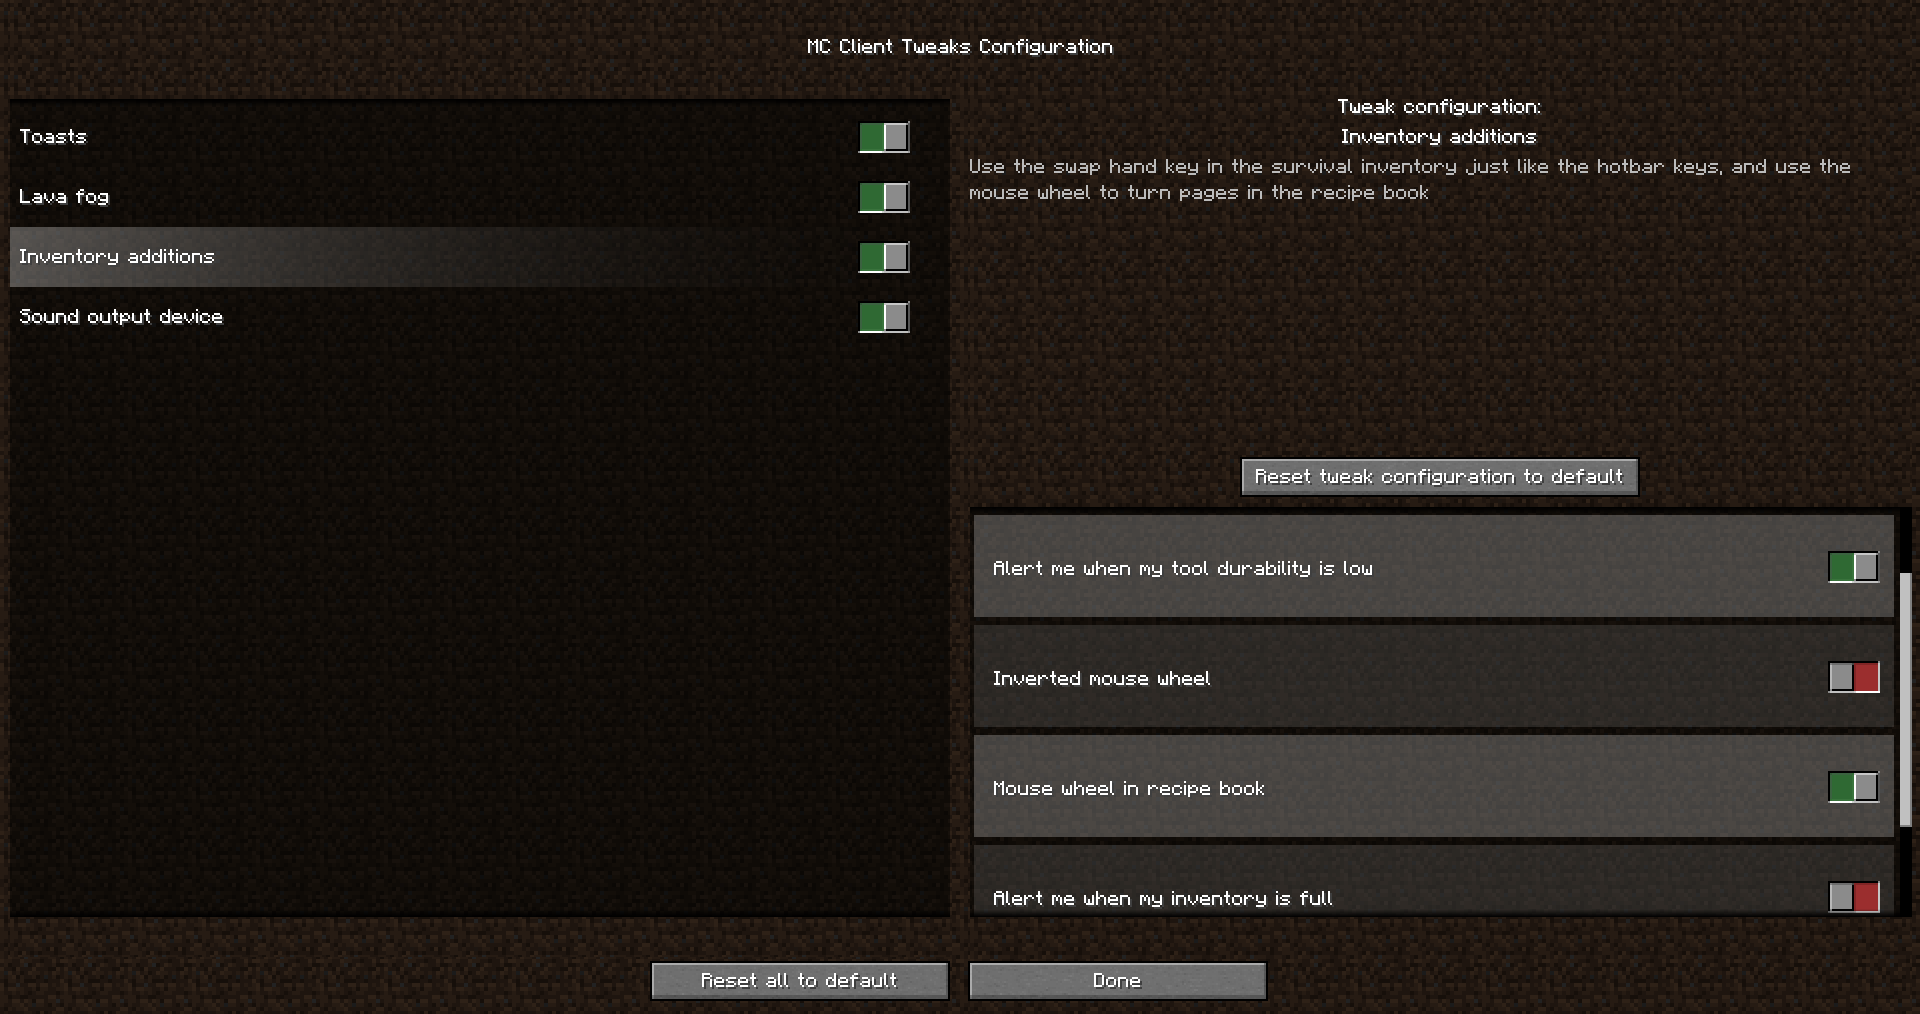 MC Client Tweaks Configuration
Toasts
Lava fog
Inventory additions
Sound output device
Tweak configuration:
Inventory additions
Use the swap hand key in the survival inventory just like the hotbar keys, and use the
mouse wheel to turn pages in the recipe book
Reset tweak configuration to default
Alert me when my tool durability is low
Inverted mouse wheel
Mouse wheel in recipe book
Alert me when my inventory is full
Reset all to default
Done